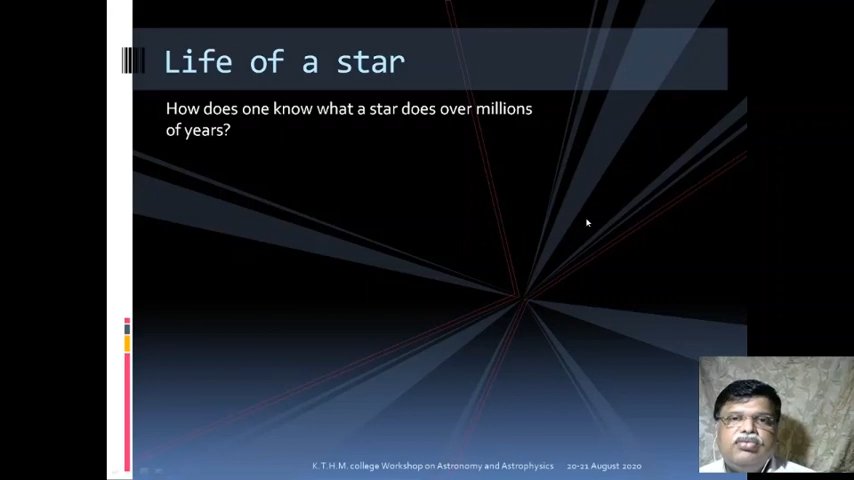 Life of a star
How does one know what a star does over millions
of years?
K.T.H.M. college Workshop on Astronomy and Astrophysics 20-21 August 2020